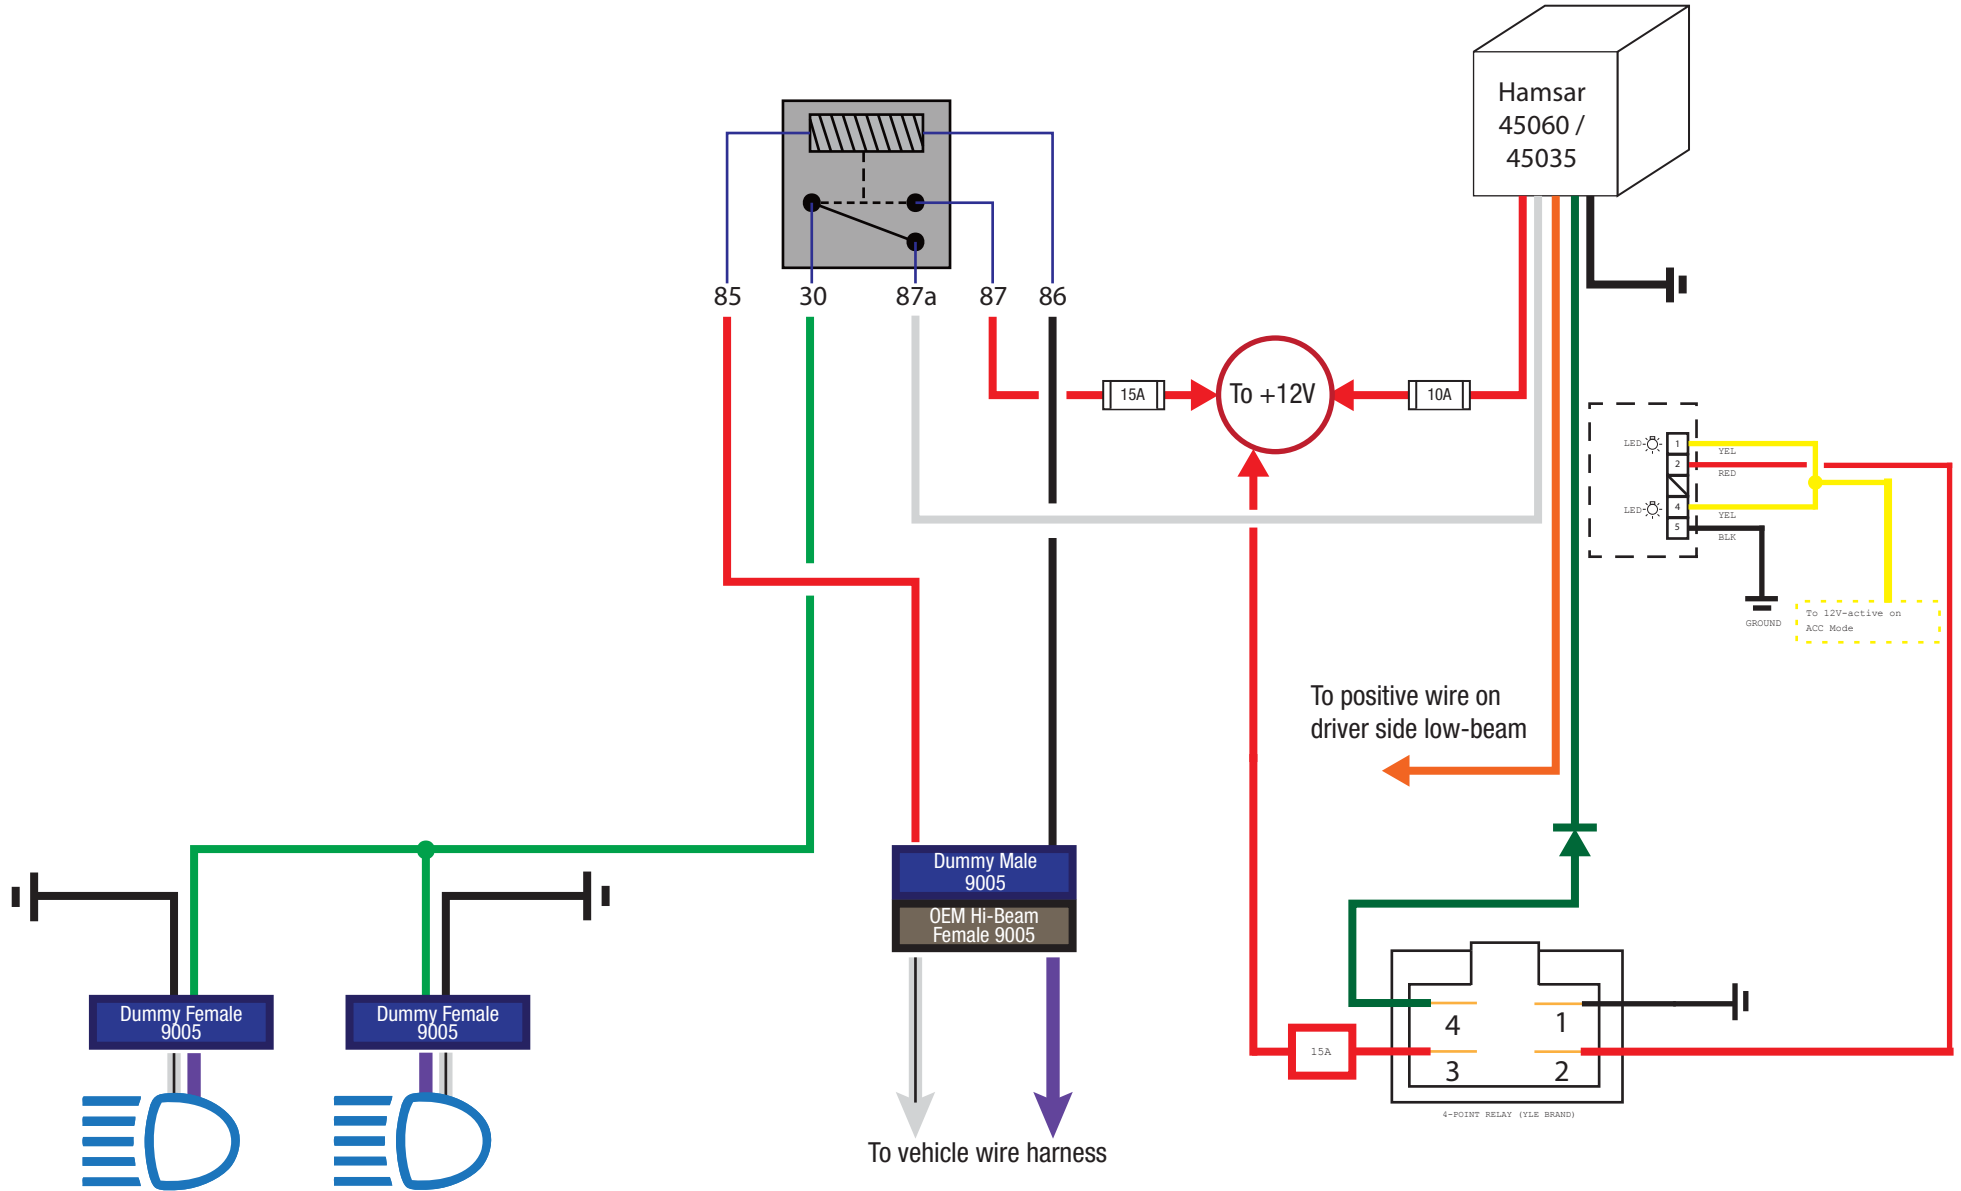 Hamsar
45060 /
45035
85
30
87a
87
86
15A
To +12V
10A
LED
1
YEL
2
RED
LED
4
YEL
5
BLK
GROUND
To 12V-active on
ACC Mode
To positive wire on
driver side low-beam
Dummy Male
9005
OEM Hi-Beam
Female 9005
Dummy Female
9005
Dummy Female
9005
4
1
15A
3
2
4-POINT RELAY (YLE BRAND)
To vehicle wire harness